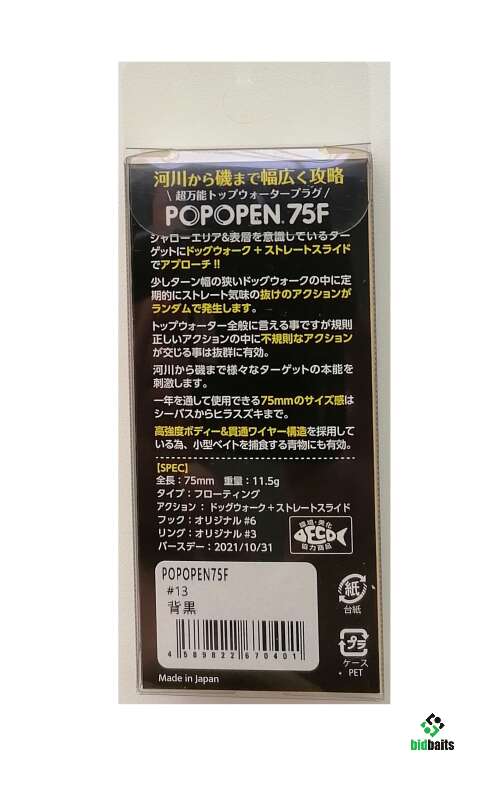 河川から磯まで幅広く攻略
\超万能トップウォータープラグ/
POPOPEN.75F
シャローエリア&表層を意識しているター
ゲットにドッグウォーク+ストレートスライド
でアプローチ!!
少しターン幅の狭いドッグウォークの中に定
期的にストレート気味の抜けのアクションが
ランダムで発生します。
トップウォーター全般に言える事ですが規則
正しいアクションの中に不規則なアクション
が交じる事は抜群に有効。
河川から磯まで様々なターゲットの本能を
刺激します。
一年を通して使用できる75mmのサイズ感は
シーバスからヒラスズキまで。
高強度ボディー&貫通ワイヤー構造を採用して
いる為、小型ベイトを捕食する青物にも有効。
【SPEC】
全長:75mm 重量:11.5g
タイプ:フローティング
アクション:ドッグウォーク+ストレートスライド
フック:オリジナル#6
リング:オリジナル#3
バースデー:2021/10/31
環境・美化
ECO
協力商品
POPOPEN75F
#13
背黒
4 589822 670401
Made in Japan
紙
台紙
プラ
ケース
・PET
bidbaits